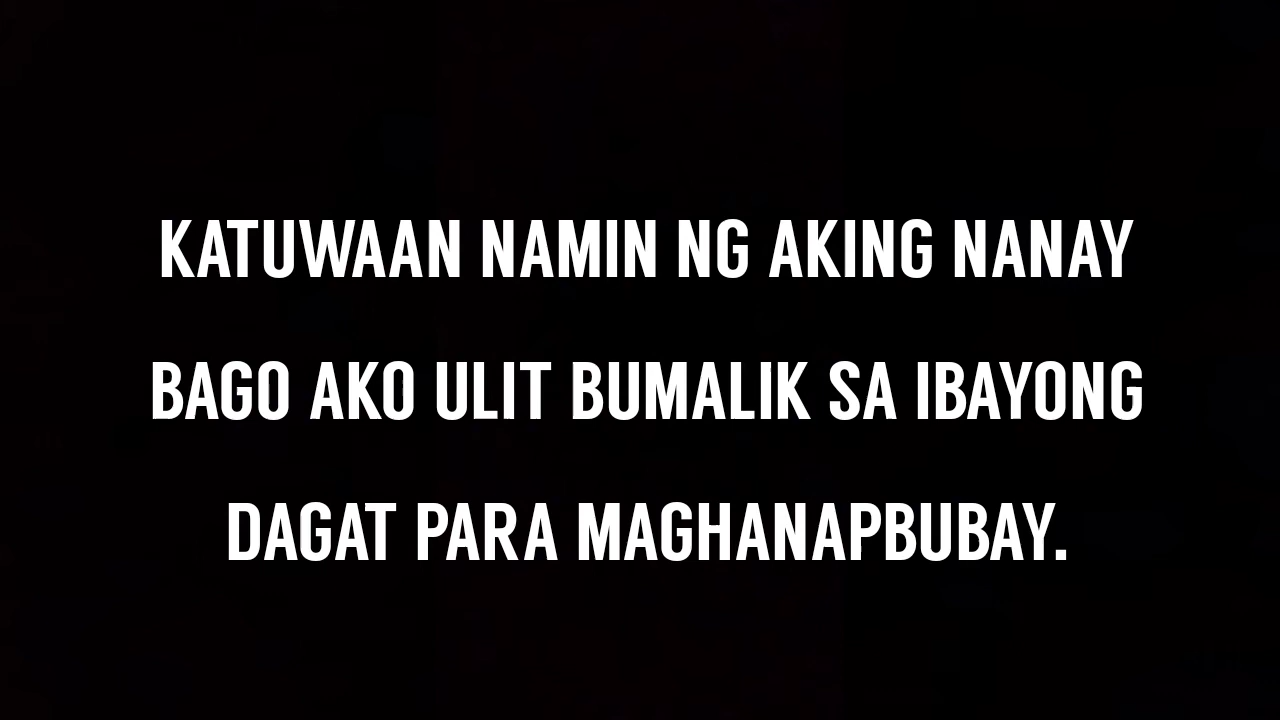 KATUWAAN NAMIN NG AKING NANAY
BAGO AKO ULIT BUMALIK SA IBAYONG
DAGAT PARA MAGHANAPBUBAY.